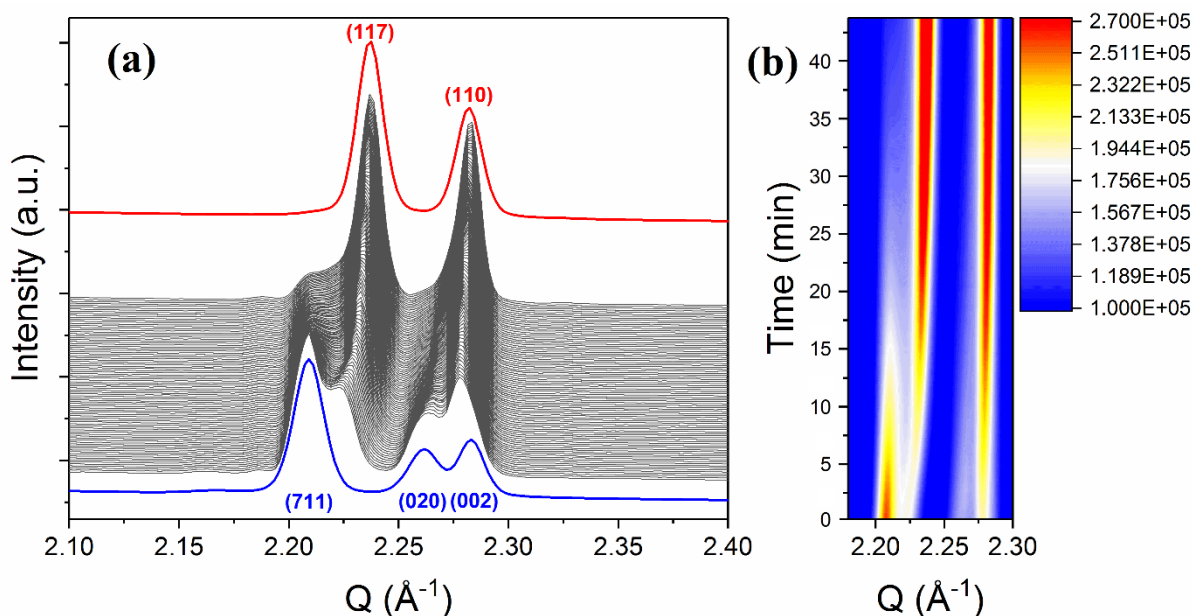 (a)
(117)
(110)
(711)
(020)
(002)
Intensity (a.u.)
2.10
2.15
2.20
2.25
2.30
2.35
2.40
Q (Å-1)
(b)
Time (min)
40
35
30
25
20
15
10
5
0
2.20
2.25
2.30
Q (Å-1)
2.700E+05
2.511E+05
2.322E+05
2.133E+05
1.944E+05
1.756E+05
1.567E+05
1.378E+05
1.189E+05
1.000E+05